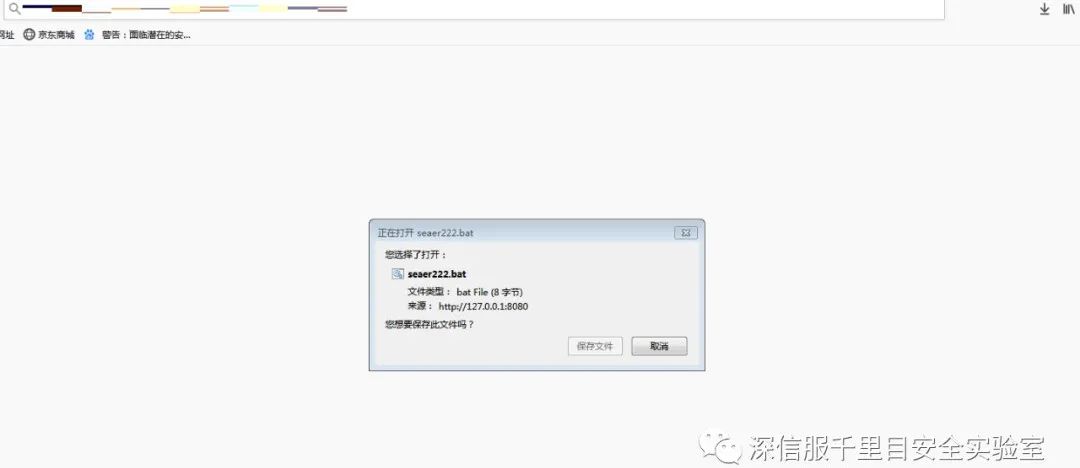 网址 京东商城 警告：面临潜在的安...
正在打开 seaer222.bat
您选择了打开：
seaer222.bat
文件类型： bat File (8 字节)
来源： http://127.0.0.1:8080
您想要保存此文件吗？
保存文件 取消
深信服千里目安全实验室